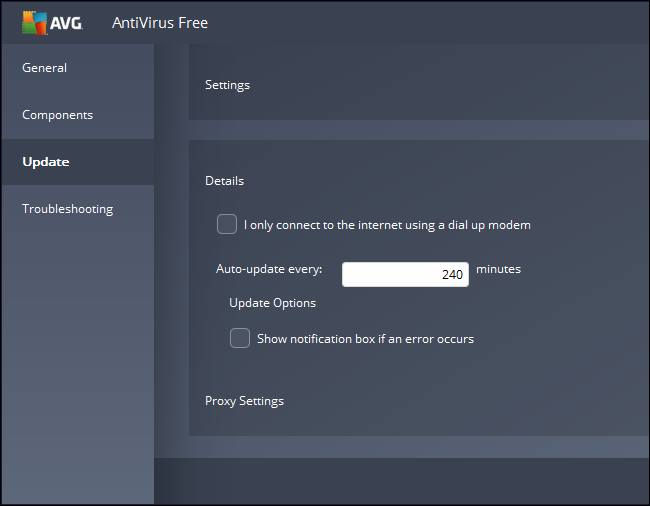 AVG AntiVirus Free
General
Components
Update
Troubleshooting
Settings
Details
I only connect to the internet using a dial up modem
Auto-update every: 240 minutes
Update Options
Show notification box if an error occurs
Proxy Settings